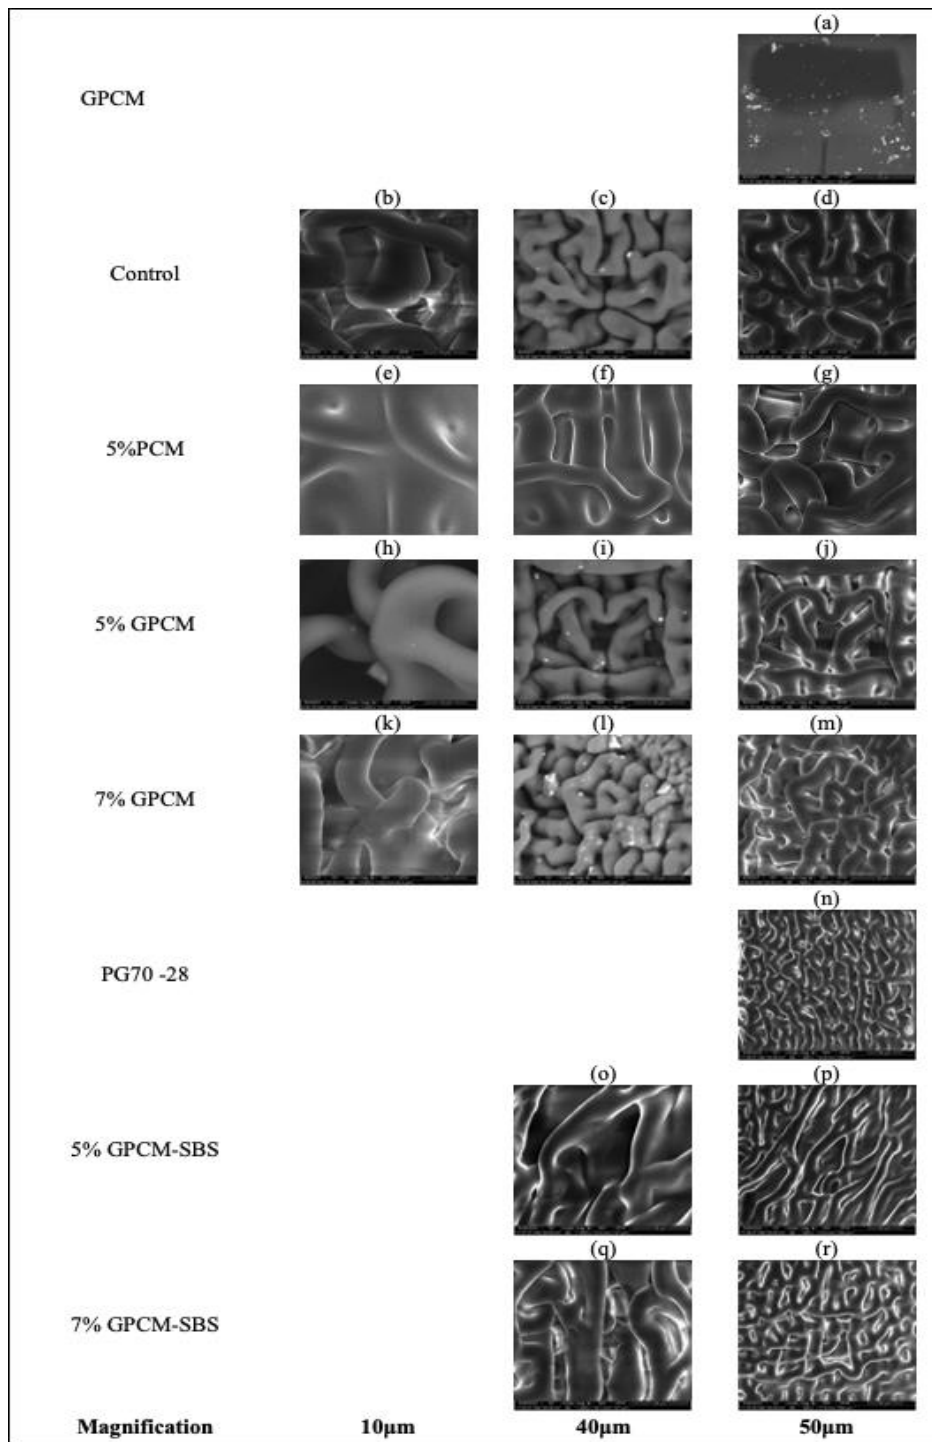 (a)
GPCM
(b) (c) (d)
Control
(e) (f) (g)
5%PCM
(h) (i) (j)
5% GPCM
(k) (l) (m)
7% GPCM
(n)
PG70 -28
(o) (p)
5% GPCM-SBS
(q) (r)
7% GPCM-SBS
Magnification 10μm 40μm 50μm